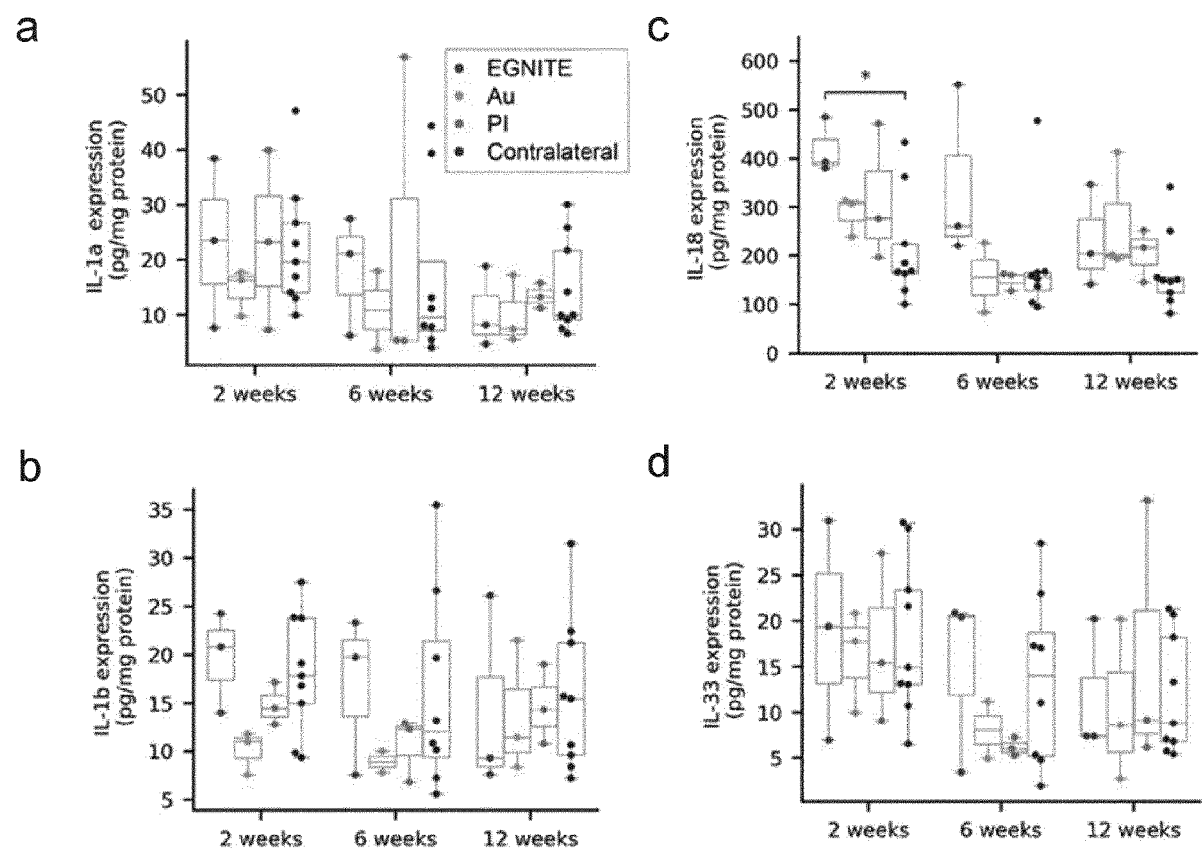 a
IL-1a expression
(pg/mg protein)
50
40
30
20
10
2 weeks
6 weeks
12 weeks
EGNITE
Au
PI
Contralateral
c
IL-18 expression
(pg/mg protein)
600
500
400
300
200
100
0
*
2 weeks
6 weeks
12 weeks
b
IL-1b expression
(pg/mg protein)
35
30
25
20
15
10
5
2 weeks
6 weeks
12 weeks
d
IL-33 expression
(pg/mg protein)
30
25
20
15
10
5
2 weeks
6 weeks
12 weeks